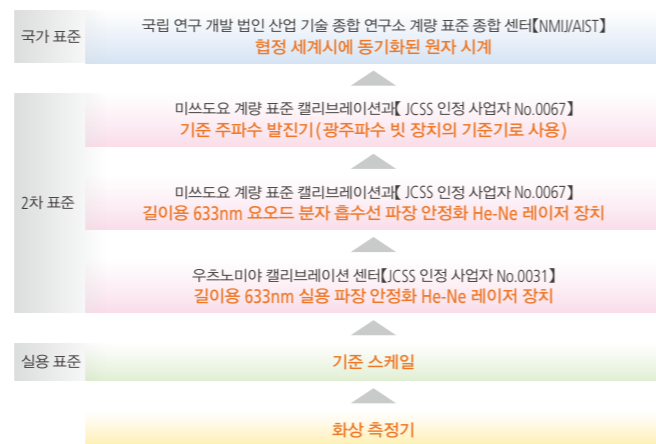 국가 표준
국립 연구 개발 법인 산업 기술 종합 연구소 계량 표준 종합 센터【NMIJ/AIST】
협정 세계시에 동기화된 원자 시계
2차 표준
미쓰도요 계량 표준 캘리브레이션과【 JCSS 인정 사업자 No.0067】
기준 주파수 발진기(광주파수 빗 장치의 기준기로 사용)
미쓰도요 계량 표준 캘리브레이션과【 JCSS 인정 사업자 No.0067】
길이용 633nm 요오드 분자 흡수선 파장 안정화 He-Ne 레이저 장치
우츠노미야 캘리브레이션 센터【JCSS 인정 사업자 No.0031】
길이용 633nm 실용 파장 안정화 He-Ne 레이저 장치
실용 표준
기준 스케일
화상 측정기